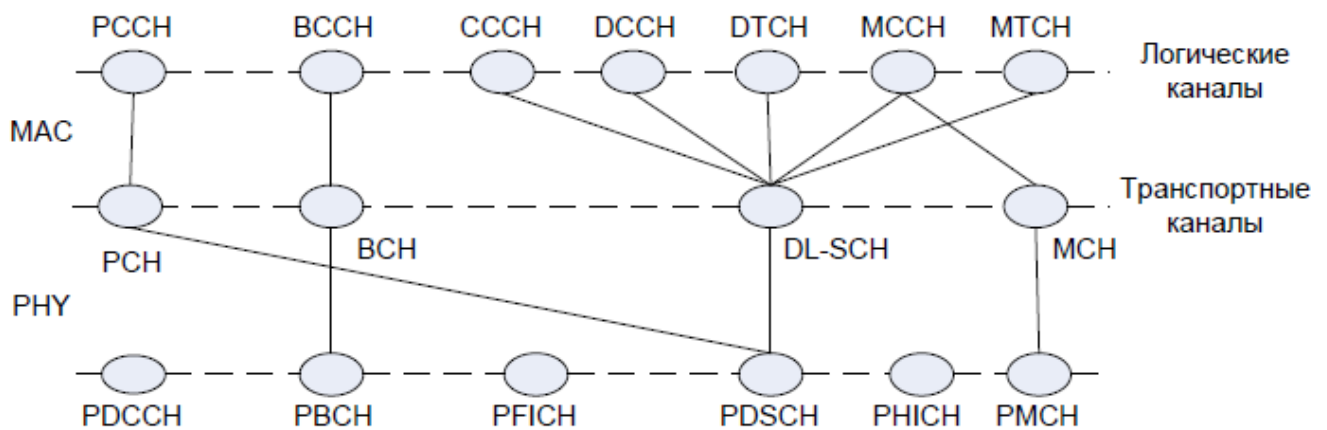 PCCH BCCH CCCH DCCH DTCH MCCH MTCH
Логические
каналы
MAC
Транспортные
каналы
PCH BCH DL-SCH MCH
PHY
PDCCH PBCH PFICH PDSCH PHICH PMCH